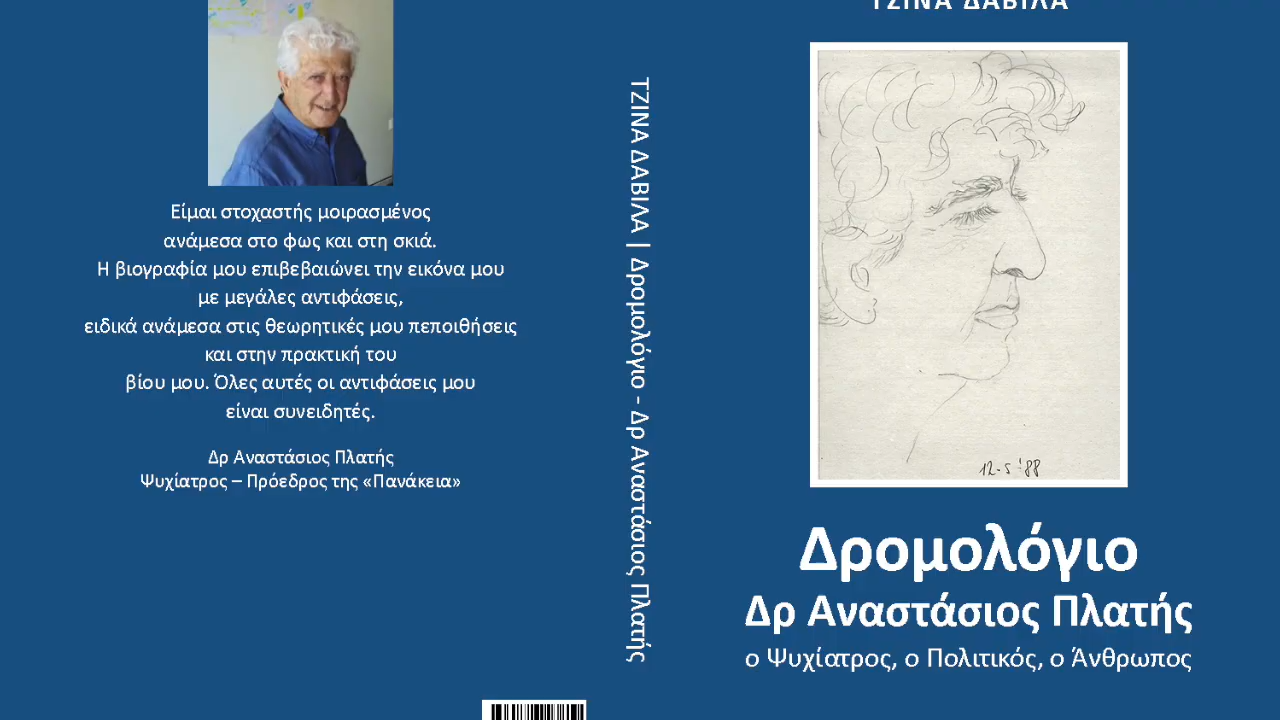 Είμαι στοχαστής μοιρασμένος
ανάμεσα στο φως και στη σκιά.
Η βιογραφία μου επιβεβαιώνει την εικόνα μου
με μεγάλες αντιφάσεις,
ειδικά ανάμεσα στις θεωρητικές μου πεποιθήσεις
και στην πρακτική του
βίου μου. Όλες αυτές οι αντιφάσεις μου
είναι συνειδητές.
Δρ Αναστάσιος Πλατής
Ψυχίατρος – Πρόεδρος της «Πανάκεια»
ΤΖΙΝΑ ΔΑΒΙΛΑ | Δρομολόγιο - Δρ Αναστάσιος Πλατής
ΤΖΙΝΑ ΔΑΒΙΛΑ
12-5 '88
Δρομολόγιο
Δρ Αναστάσιος Πλατής
ο Ψυχίατρος, ο Πολιτικός, ο Άνθρωπος